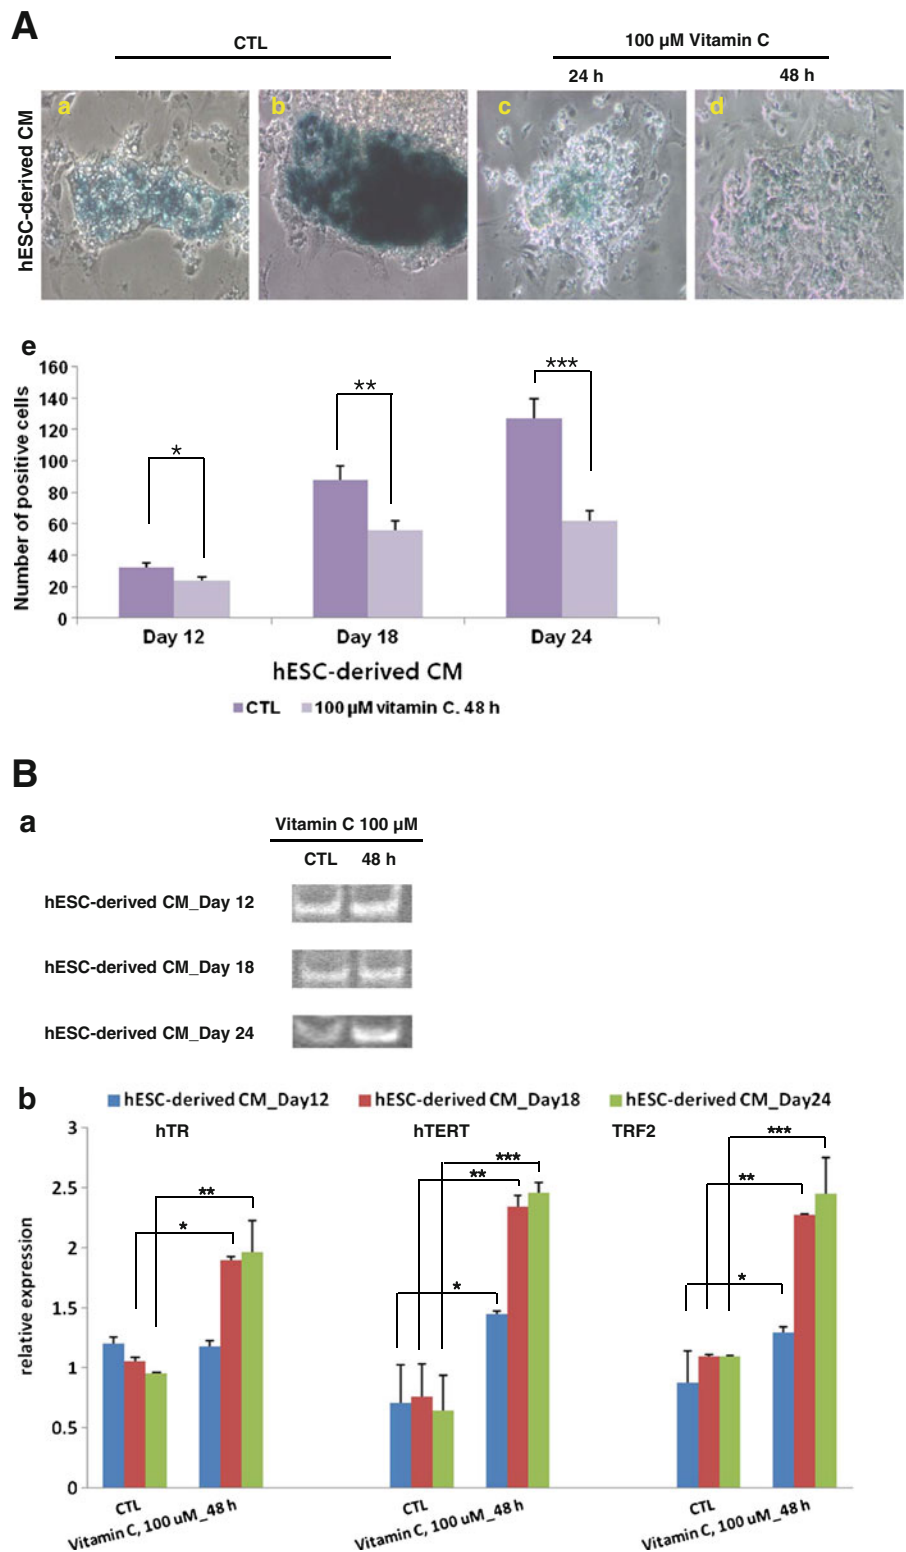 A
CTL
100 µM Vitamin C
24 h
48 h
hESC-derived CM
a
b
c
d
e
Number of positive cells
160
140
120
100
80
60
40
20
0
*
**
***
Day 12
Day 18
Day 24
hESC-derived CM
CTL
100 µM vitamin C. 48 h
B
a
Vitamin C 100 µM
CTL
48 h
hESC-derived CM_Day 12
hESC-derived CM_Day 18
hESC-derived CM_Day 24
b
hESC-derived CM_Day12
hESC-derived CM_Day18
hESC-derived CM_Day24
relative expression
3
2.5
2
1.5
1
0.5
0
hTR
hTERT
TRF2
*
**
*
**
***
*
**
***
CTL
Vitamin C, 100 uM_48 h
CTL
Vitamin C, 100 uM_48 h
CTL
Vitamin C, 100 uM_48 h